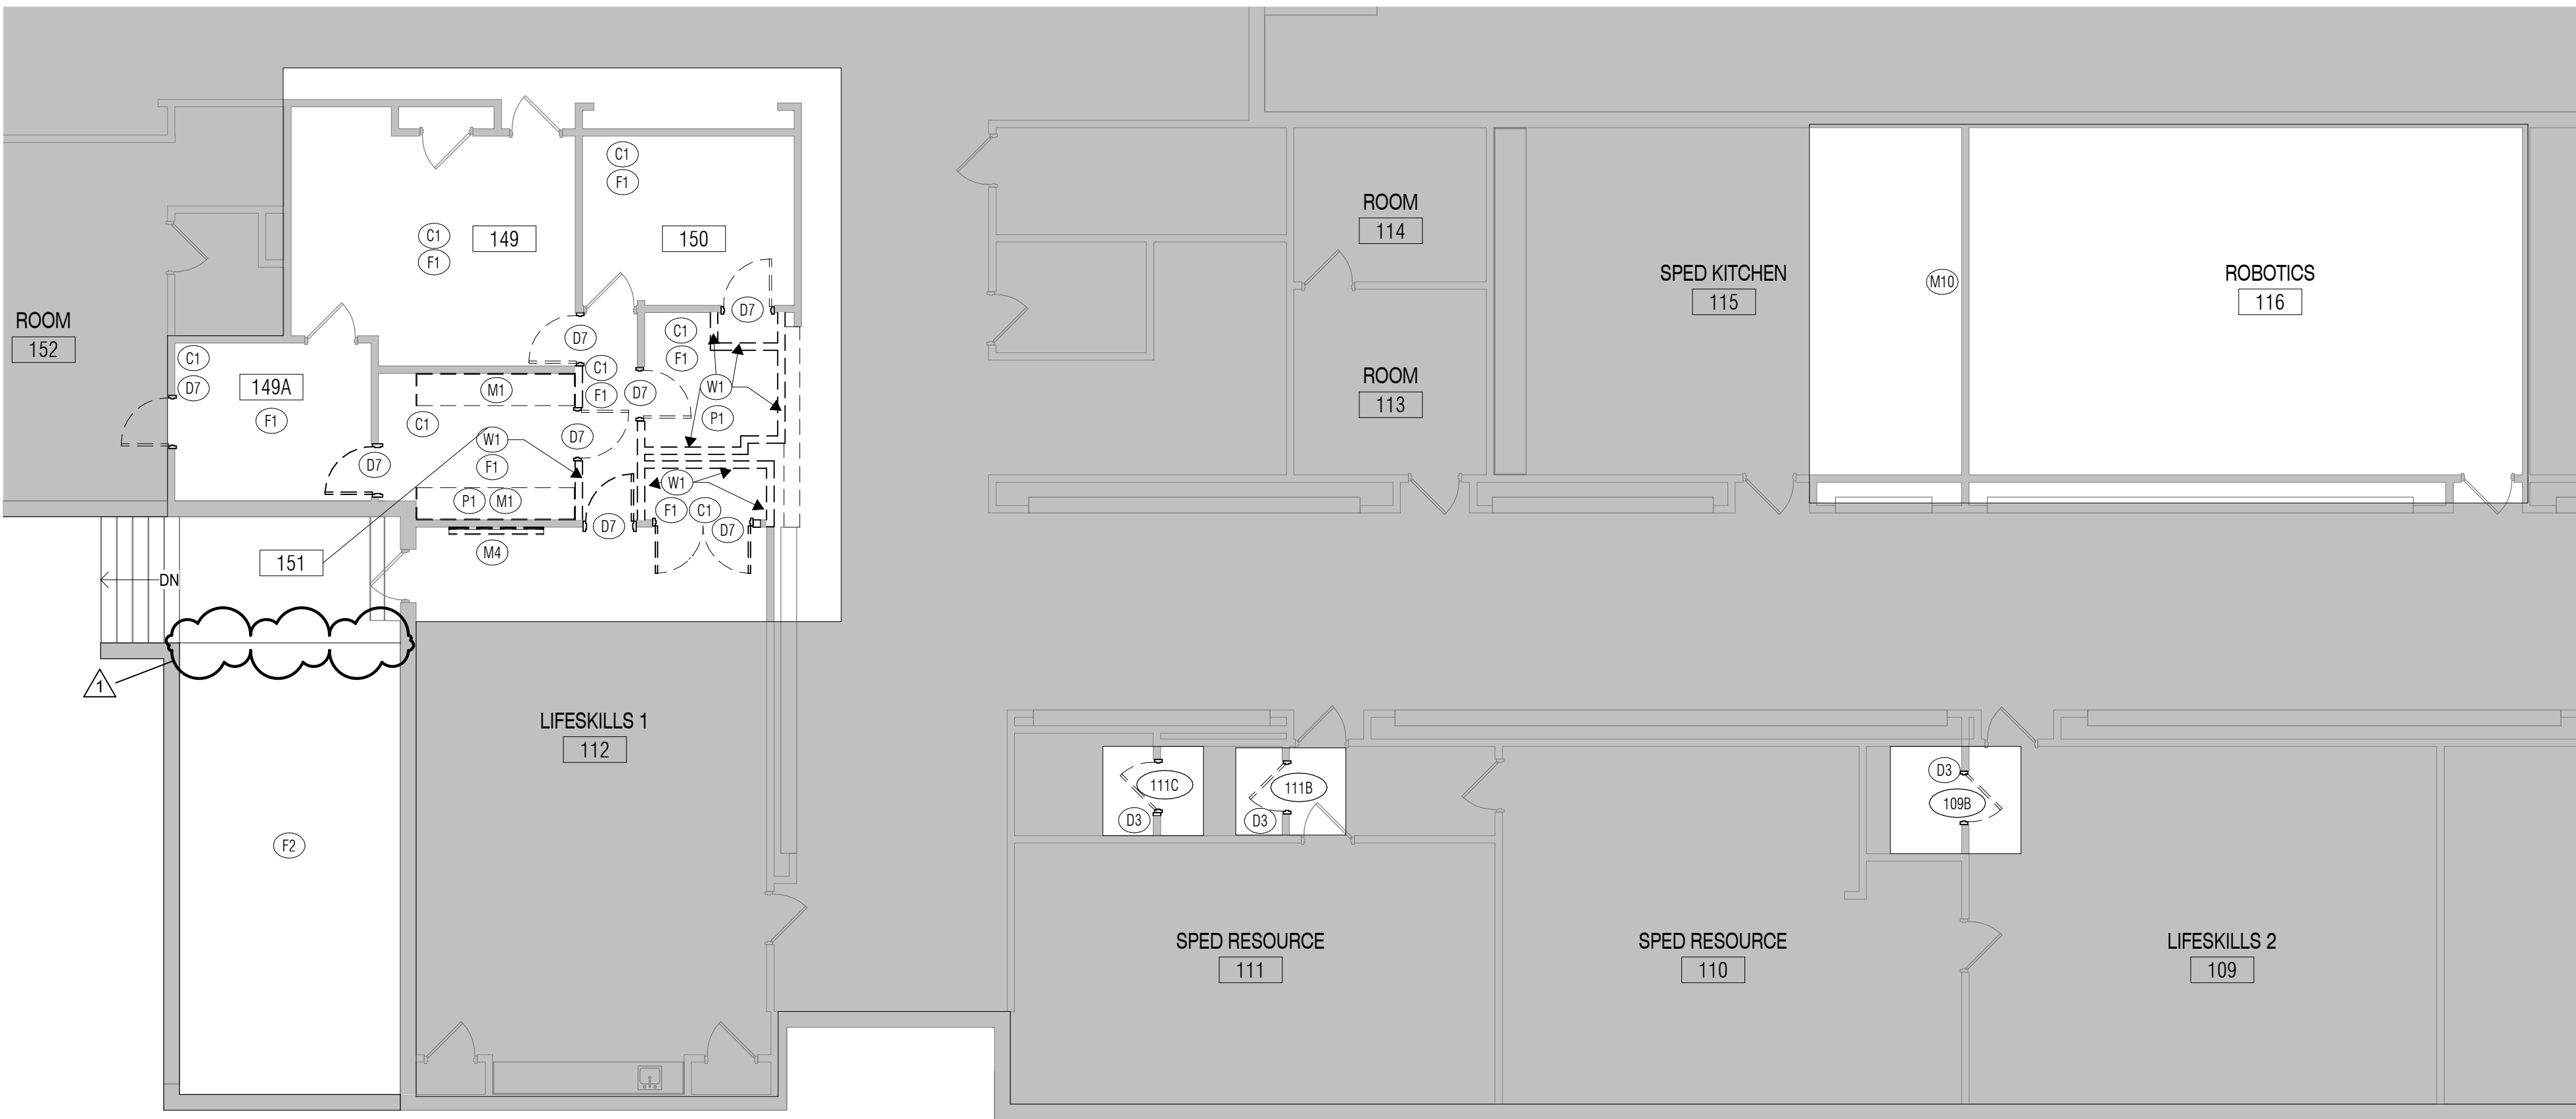 C1
F1
ROOM
114
C1
149
150
F1
SPED KITCHEN
115
M10
ROBOTICS
116
ROOM
152
D7
C1
D7
F1
C1
D7
149A
F1
C1
F1
D7
M1
W1
P1
ROOM
113
C1
W1
D7
F1
D7
W1
P1
M1
F1
C1
D7
D7
M4
151
DN
1
LIFESKILLS 1
112
111C
D3
111B
D3
D3
109B
F2
SPED RESOURCE
111
SPED RESOURCE
110
LIFESKILLS 2
109